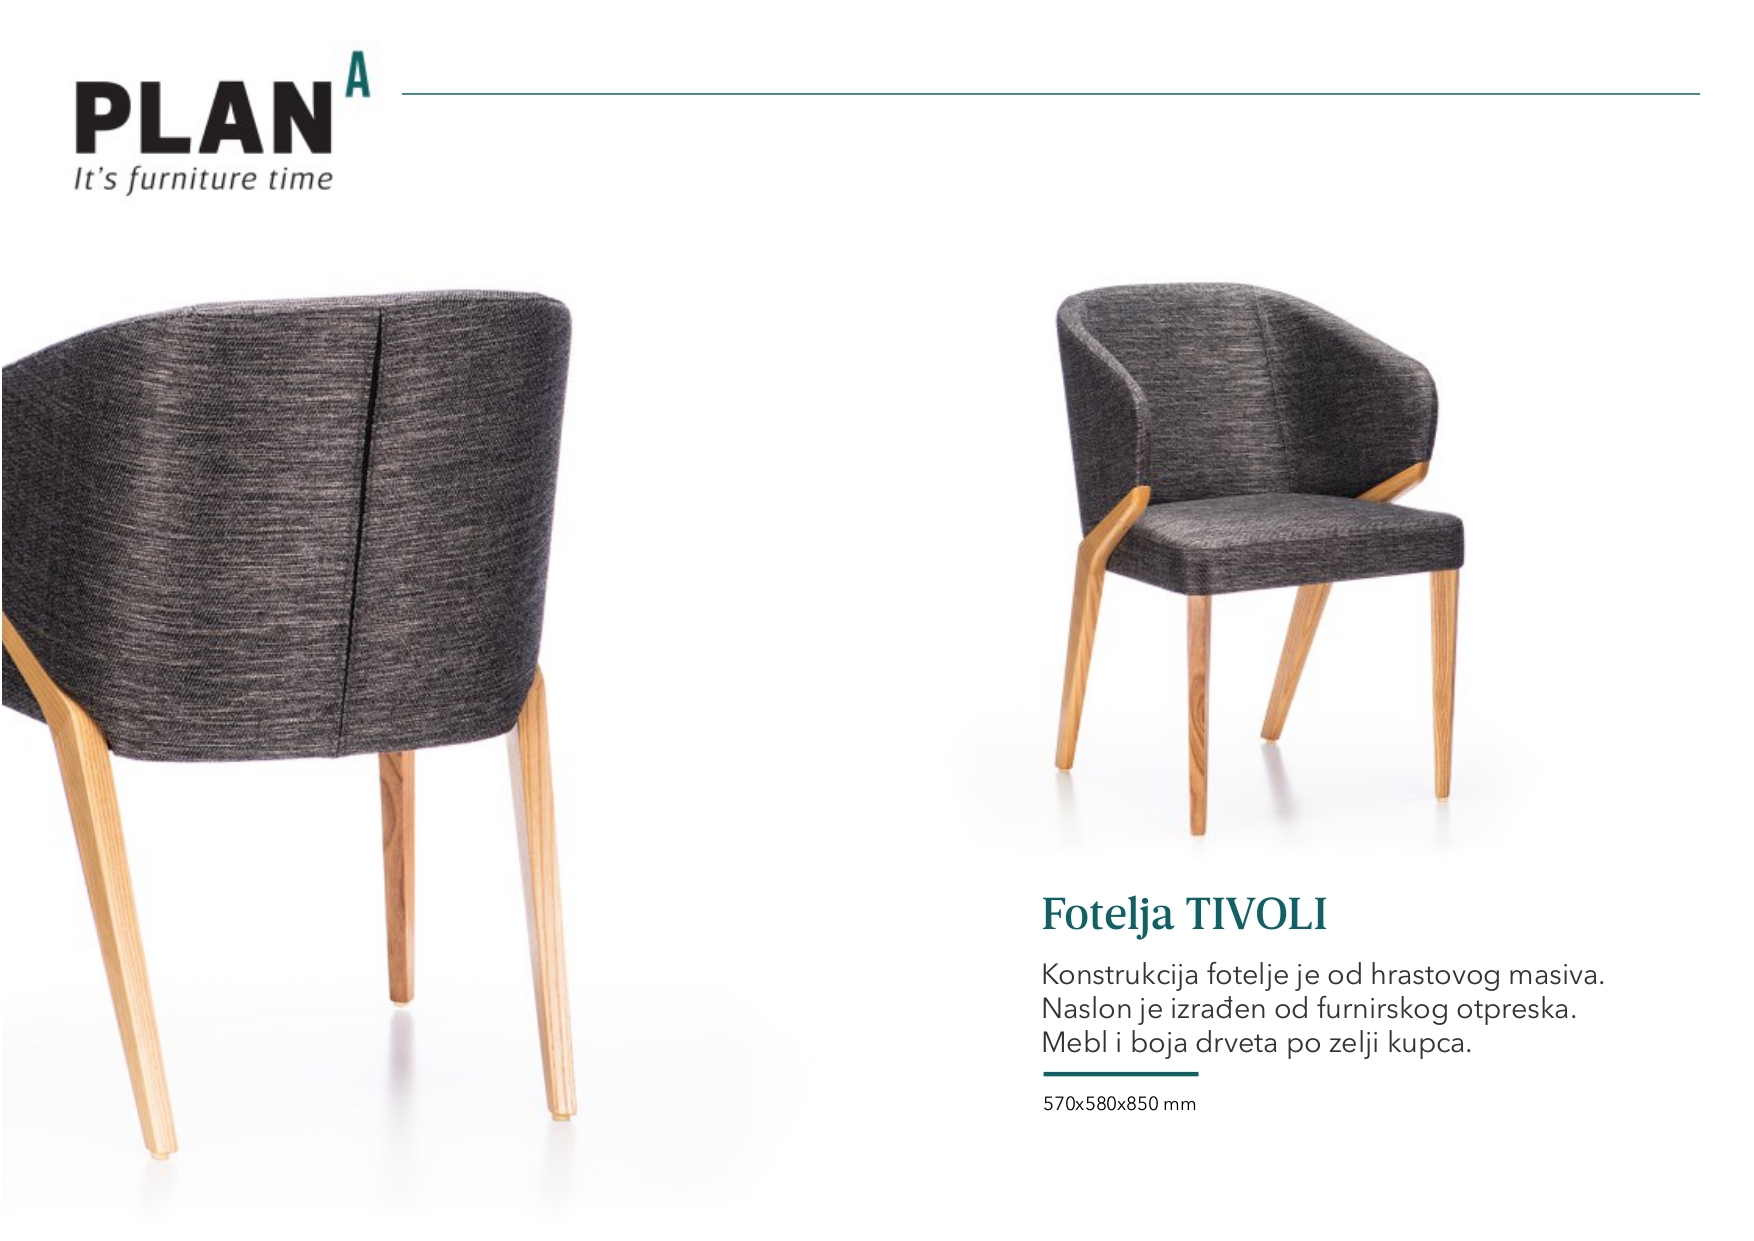 PLAN A
It's furniture time
Fotelja TIVOLI
Konstrukcija fotelje je od hrastovog masiva.
Naslon je izrađen od furnirskog otpreska.
Mebl i boja drveta po zelji kupca.
570x580x850 mm